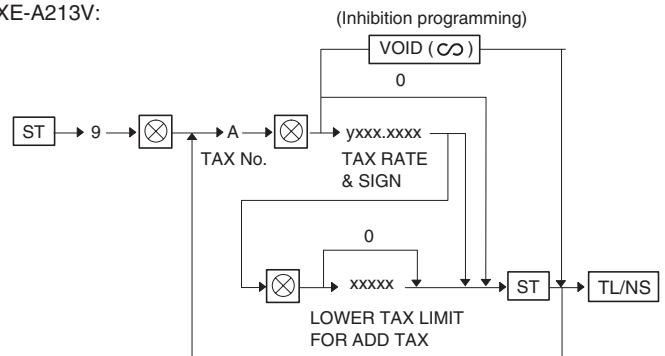 XE-A213V:
(Inhibition programming)
VOID ( )
0
ST 9 A yxxx.xxxx
TAX No. TAX RATE
& SIGN
0
xxxxx ST TL/NS
LOWER TAX LIMIT
FOR ADD TAX